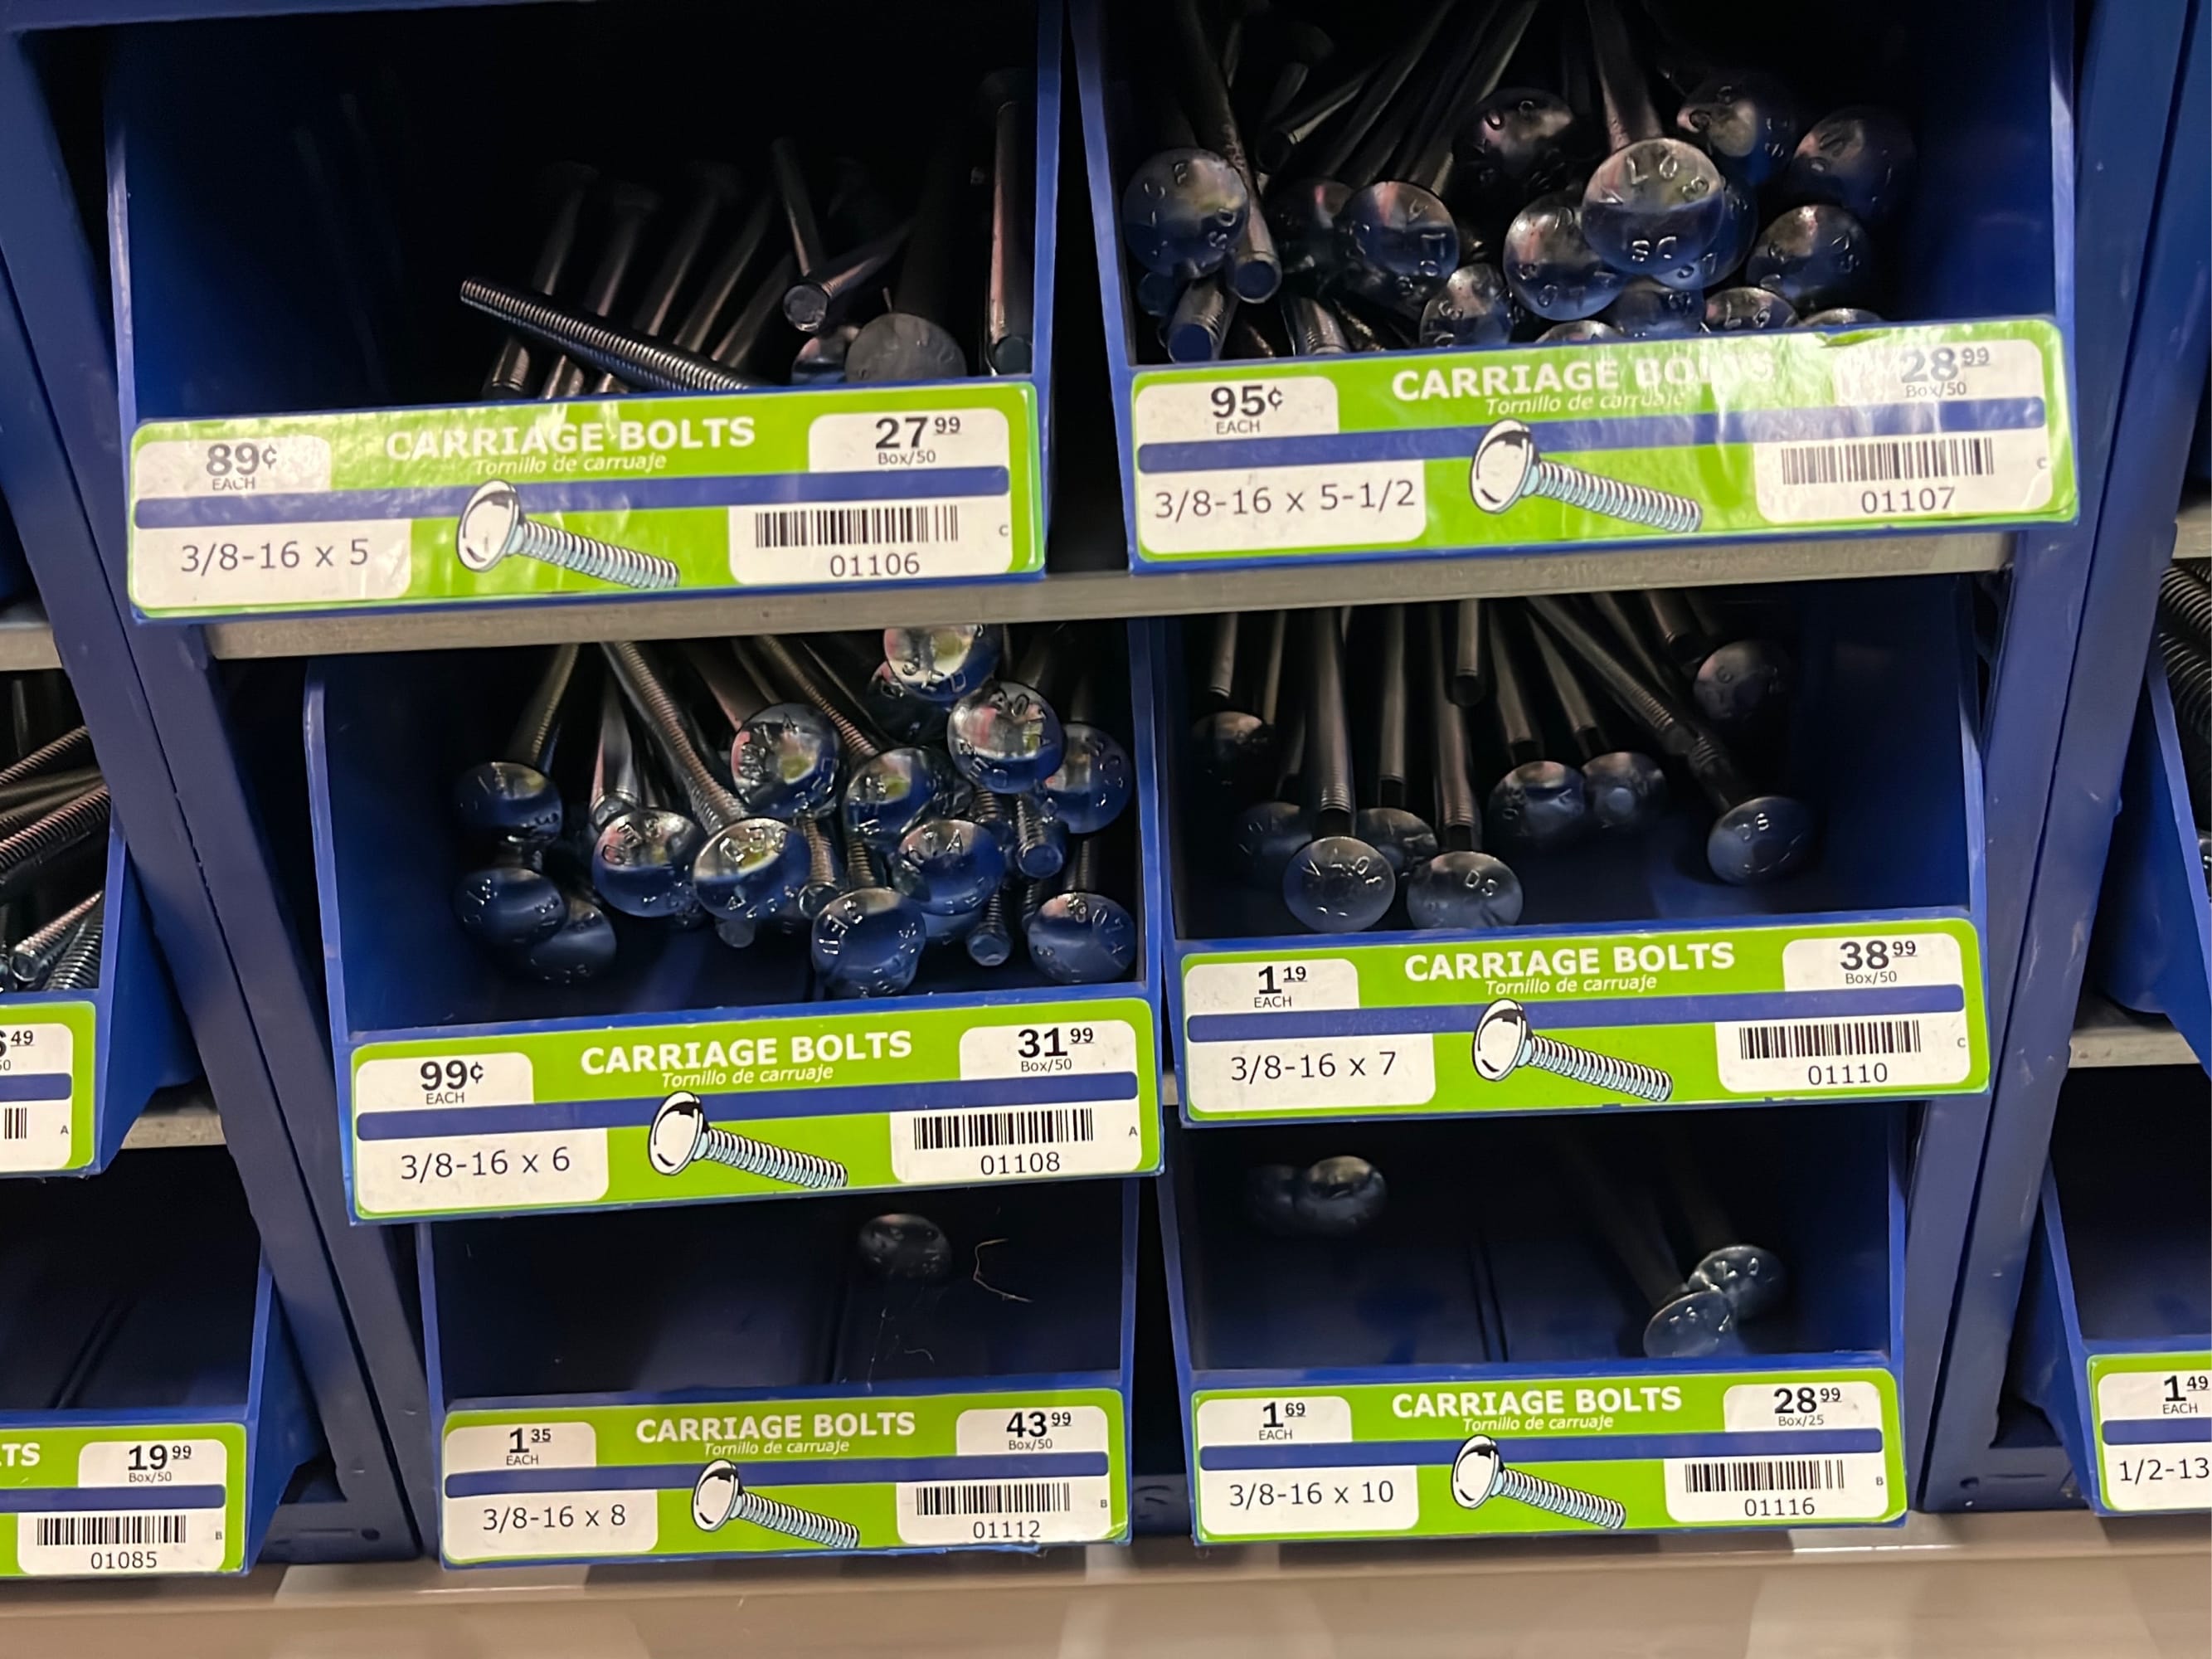 89¢
EACH
CARRIAGE BOLTS
Tornillo de carruaje
27 99
Box/50
3/8-16 x 5
01106
C
95¢
EACH
CARRIAGE BOLTS
Tornillo de carruaje
28 99
Box/50
3/8-16 x 5-1/2
01107
C
99¢
EACH
CARRIAGE BOLTS
Tornillo de carruaje
31 99
Box/50
3/8-16 x 6
01108
A
1 19
EACH
CARRIAGE BOLTS
Tornillo de carruaje
38 99
Box/50
3/8-16 x 7
01110
C
49
A
19 99
Box/50
01085
B
1 35
EACH
CARRIAGE BOLTS
Tornillo de carruaje
43 99
Box/50
3/8-16 x 8
01112
B
1 69
EACH
CARRIAGE BOLTS
Tornillo de carruaje
28 99
Box/25
3/8-16 x 10
01116
B
1 49
EACH
1/2-13